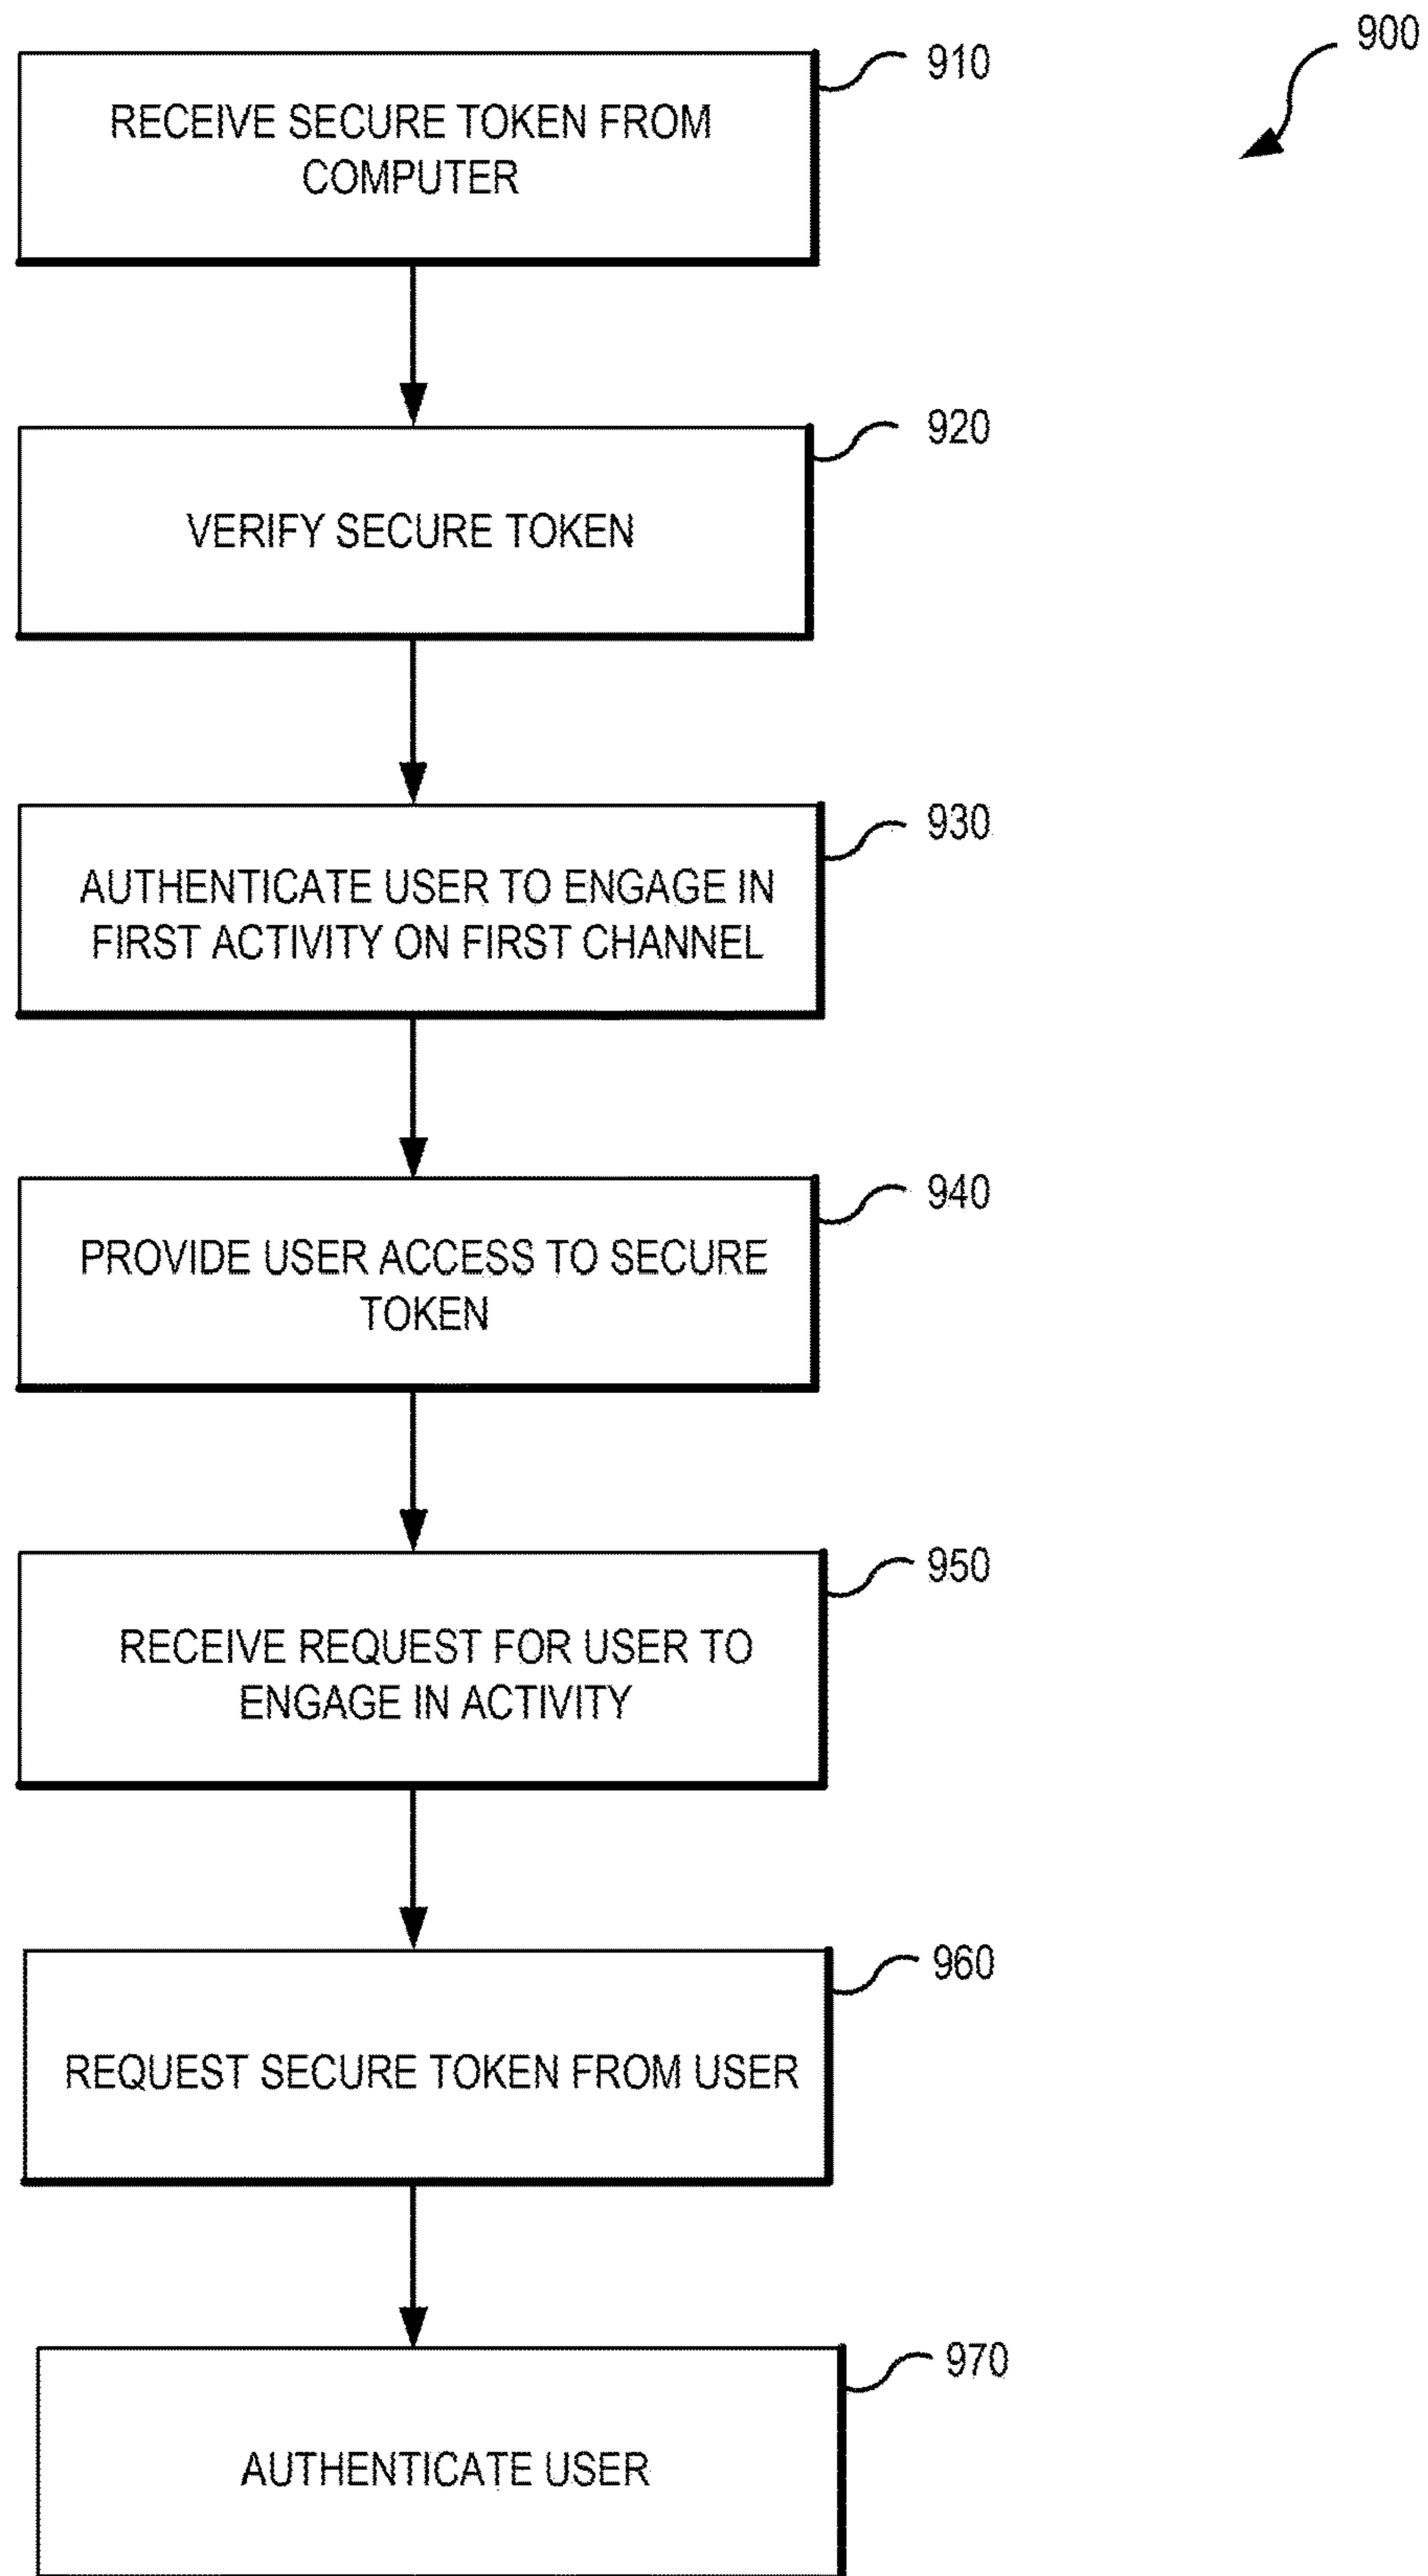 900
910
RECEIVE SECURE TOKEN FROM
COMPUTER
920
VERIFY SECURE TOKEN
930
AUTHENTICATE USER TO ENGAGE IN
FIRST ACTIVITY ON FIRST CHANNEL
940
PROVIDE USER ACCESS TO SECURE
TOKEN
950
RECEIVE REQUEST FOR USER TO
ENGAGE IN ACTIVITY
960
REQUEST SECURE TOKEN FROM USER
970
AUTHENTICATE USER